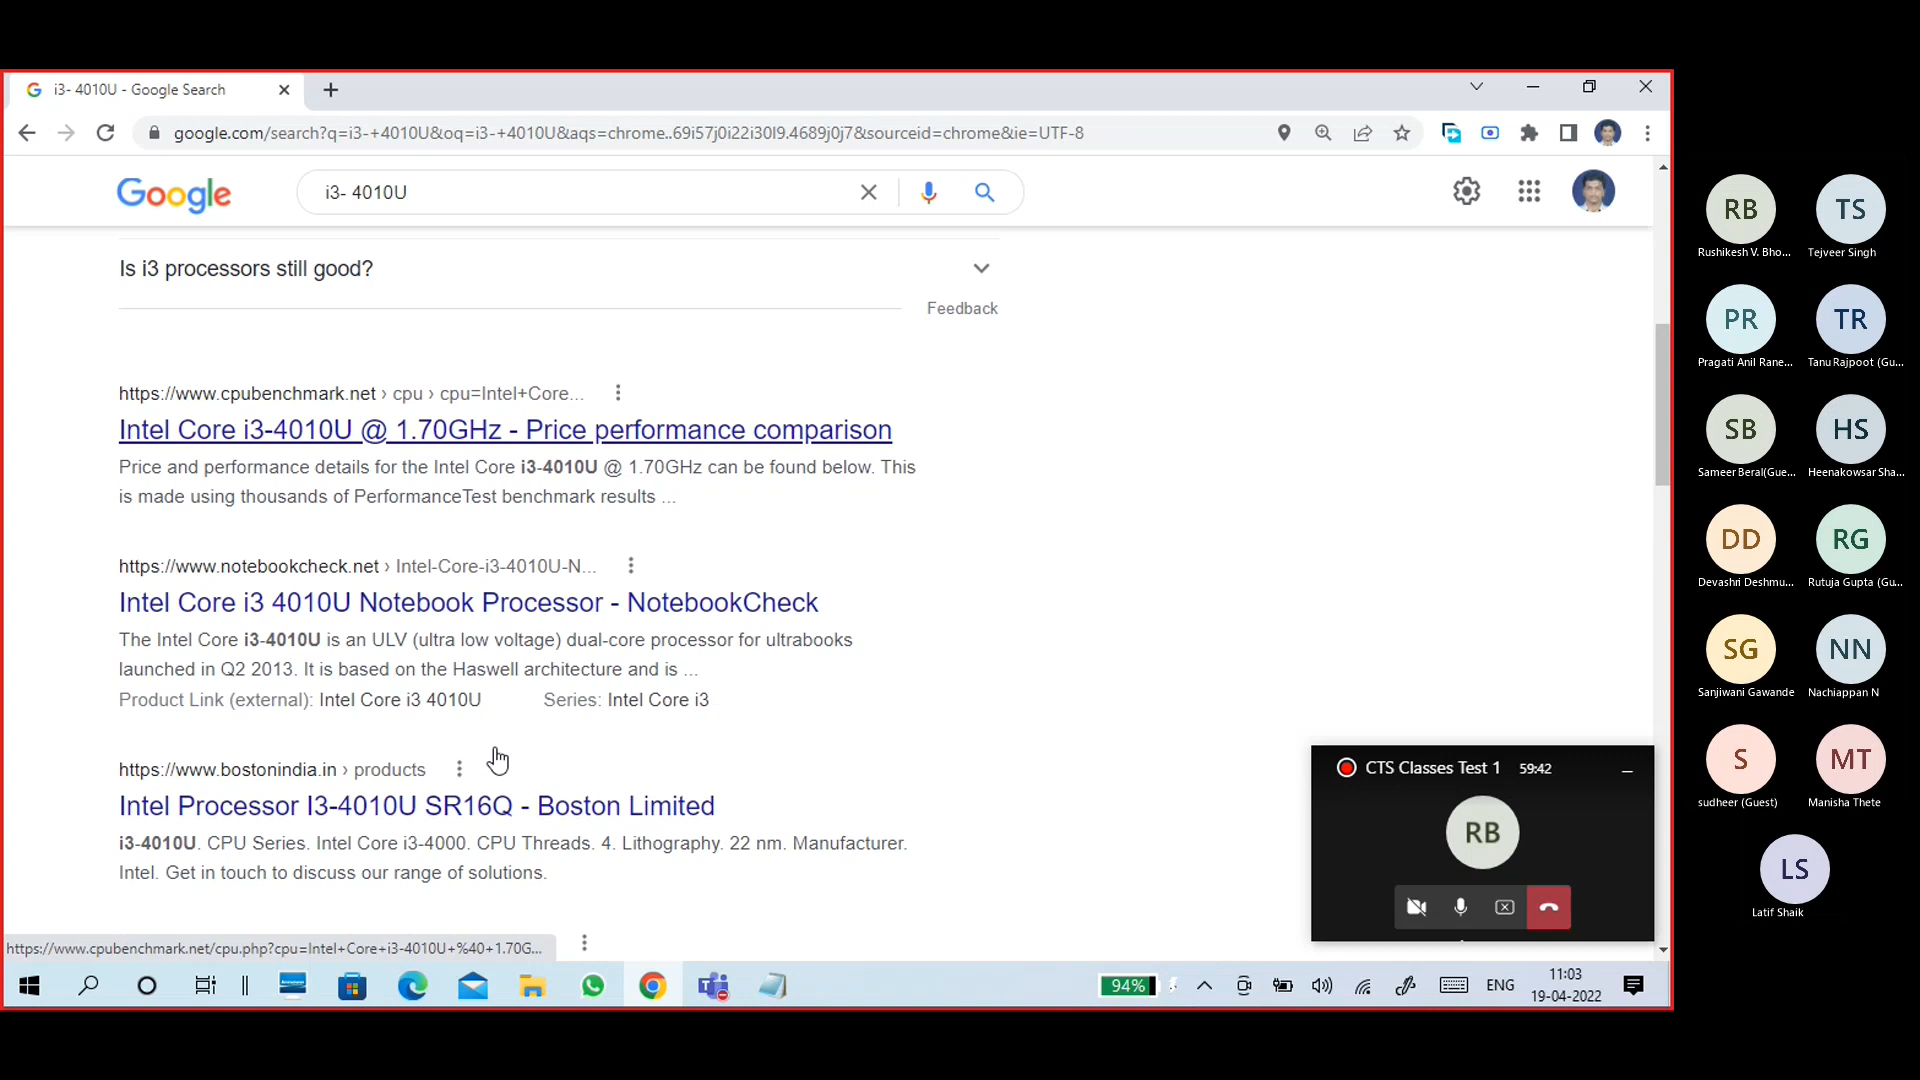 i3- 4010U - Google Search
google.com/search?q=i3-+4010U&oq=i3-+4010U&aqs=chrome..69i57j0i22i30l9.4689j0j7&sourceid=chrome&ie=UTF-8
Google
i3- 4010U
Is i3 processors still good?
Feedback
https://www.cpubenchmark.net › cpu › cpu=Intel+Core...
Intel Core i3-4010U @ 1.70GHz - Price performance comparison
Price and performance details for the Intel Core i3-4010U @ 1.70GHz can be found below. This
is made using thousands of PerformanceTest benchmark results ...
https://www.notebookcheck.net › Intel-Core-i3-4010U-N...
Intel Core i3 4010U Notebook Processor - NotebookCheck
The Intel Core i3-4010U is an ULV (ultra low voltage) dual-core processor for ultrabooks
launched in Q2 2013. It is based on the Haswell architecture and is ...
Product Link (external): Intel Core i3 4010U Series: Intel Core i3
https://www.bostonindia.in › products
Intel Processor I3-4010U SR16Q - Boston Limited
i3-4010U. CPU Series. Intel Core i3-4000. CPU Threads. 4. Lithography. 22 nm. Manufacturer.
Intel. Get in touch to discuss our range of solutions.
https://www.cpubenchmark.net/cpu.php?cpu=Intel+Core+i3-4010U+%40+1.70G...
CTS Classes Test 1 59:42
RB
94%
ENG
11:03
19-04-2022
RB TS
Rushikesh V. Bho... Tejveer Singh
PR TR
Pragati Anil Rane... Tanu Rajpoot (Gu...
SB HS
Sameer Beral(Gue... Heenakowsar Sha...
DD RG
Devashri Deshmu... Rutuja Gupta (Gu...
SG NN
Sanjiwani Gawande Nachiappan N
S MT
sudheer (Guest) Manisha Thete
LS
Latif Shaik